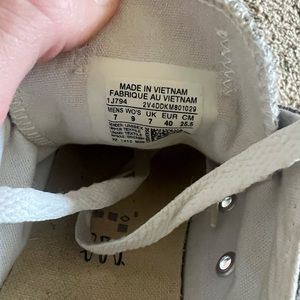 MADE IN VIETNAM
FABRIQUE AU VIETNAM
1J794 2V4DDKM801029
MENS WO'S UK EUR CM
7 9 7 40 25.5